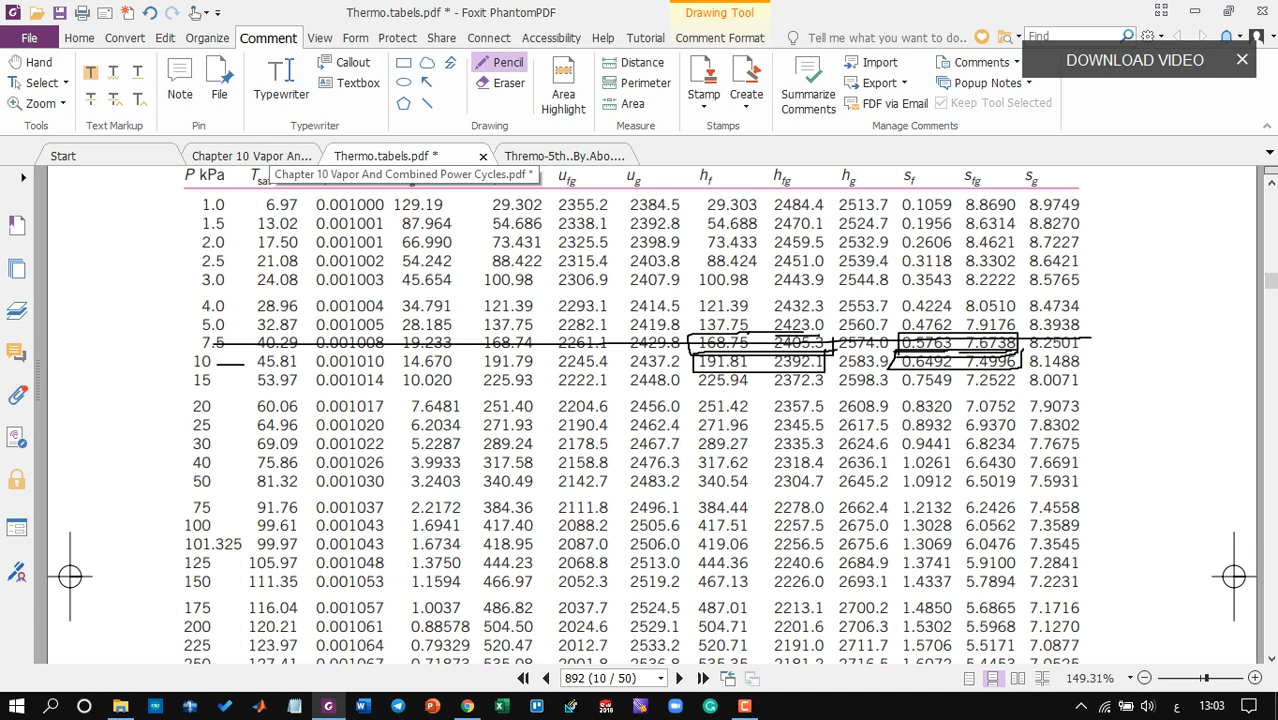 Thermo.tabels.pdf * - Foxit PhantomPDF
Drawing Tool
File Home Convert Edit Organize Comment View Form Protect Share Connect Accessibility Help Tutorial Comment Format Tell me what you want to do.. Find
DOWNLOAD VIDEO
Hand
Select
Zoom
Tools
Text Markup
Note
File
Pin
Typewriter
Callout
Textbox
Typewriter
Pencil
Eraser
Drawing
Area
Highlight
Distance
Perimeter
Area
Measure
Stamp
Create
Stamps
Summarize
Comments
Import
Export
FDF via Email
Comments
Popup Notes
Keep Tool Selected
Manage Comments
Start
Chapter 10 Vapor An...
Thermo.tabels.pdf *
Thremo-5th..By.Abo....
Chapter 10 Vapor And Combined Power Cycles.pdf *
P kPa Tsat ufg ug hf hfg hg sf sfg sg
1.0 6.97 0.001000 129.19 29.302 2355.2 2384.5 29.303 2484.4 2513.7 0.1059 8.8690 8.9749
1.5 13.02 0.001001 87.964 54.686 2338.1 2392.8 54.688 2470.1 2524.7 0.1956 8.6314 8.8270
2.0 17.50 0.001001 66.990 73.431 2325.5 2398.9 73.433 2459.5 2532.9 0.2606 8.4621 8.7227
2.5 21.08 0.001002 54.242 88.422 2315.4 2403.8 88.424 2451.0 2539.4 0.3118 8.3302 8.6421
3.0 24.08 0.001003 45.654 100.98 2306.9 2407.9 100.98 2443.9 2544.8 0.3543 8.2222 8.5765
4.0 28.96 0.001004 34.791 121.39 2293.1 2414.5 121.39 2432.3 2553.7 0.4224 8.0510 8.4734
5.0 32.87 0.001005 28.185 137.75 2282.1 2419.8 137.75 2423.0 2560.7 0.4762 7.9176 8.3938
7.5 40.29 0.001008 19.233 168.74 2261.1 2429.8 168.75 2405.3 2574.0 0.5763 7.6738 8.2501
10 45.81 0.001010 14.670 191.79 2245.4 2437.2 191.81 2392.1 2583.9 0.6492 7.4996 8.1488
15 53.97 0.001014 10.020 225.93 2222.1 2448.0 225.94 2372.3 2598.3 0.7549 7.2522 8.0071
20 60.06 0.001017 7.6481 251.40 2204.6 2456.0 251.42 2357.5 2608.9 0.8320 7.0752 7.9073
25 64.96 0.001020 6.2034 271.93 2190.4 2462.4 271.96 2345.5 2617.5 0.8932 6.9370 7.8302
30 69.09 0.001022 5.2287 289.24 2178.5 2467.7 289.27 2335.3 2624.6 0.9441 6.8234 7.7675
40 75.86 0.001026 3.9933 317.58 2158.8 2476.3 317.62 2318.4 2636.1 1.0261 6.6430 7.6691
50 81.32 0.001030 3.2403 340.49 2142.7 2483.2 340.54 2304.7 2645.2 1.0912 6.5019 7.5931
75 91.76 0.001037 2.2172 384.36 2111.8 2496.1 384.44 2278.0 2662.4 1.2132 6.2426 7.4558
100 99.61 0.001043 1.6941 417.40 2088.2 2505.6 417.51 2257.5 2675.0 1.3028 6.0562 7.3589
101.325 99.97 0.001043 1.6734 418.95 2087.0 2506.0 419.06 2256.5 2675.6 1.3069 6.0476 7.3545
125 105.97 0.001048 1.3750 444.23 2068.8 2513.0 444.36 2240.6 2684.9 1.3741 5.9100 7.2841
150 111.35 0.001053 1.1594 466.97 2052.3 2519.2 467.13 2226.0 2693.1 1.4337 5.7894 7.2231
175 116.04 0.001057 1.0037 486.82 2037.7 2524.5 487.01 2213.1 2700.2 1.4850 5.6865 7.1716
200 120.21 0.001061 0.88578 504.50 2024.6 2529.1 504.71 2201.6 2706.3 1.5302 5.5968 7.1270
225 123.97 0.001064 0.79329 520.47 2012.7 2533.2 520.71 2191.0 2711.7 1.5706 5.5171 7.0877
892 (10 / 50)
149.31%
13:03